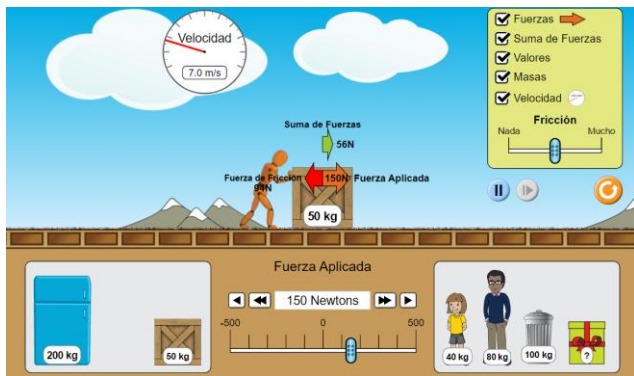 Velocidad
7.0 m/s
Fuerzas
Suma de Fuerzas
Valores
Masas
Velocidad
Fricción
Nada Mucho
Suma de Fuerzas
56N
Fuerza de Fricción
94N
150N Fuerza Aplicada
50 kg
Fuerza Aplicada
150 Newtons
-500 0 500
200 kg
50 kg
40 kg
80 kg
100 kg
?